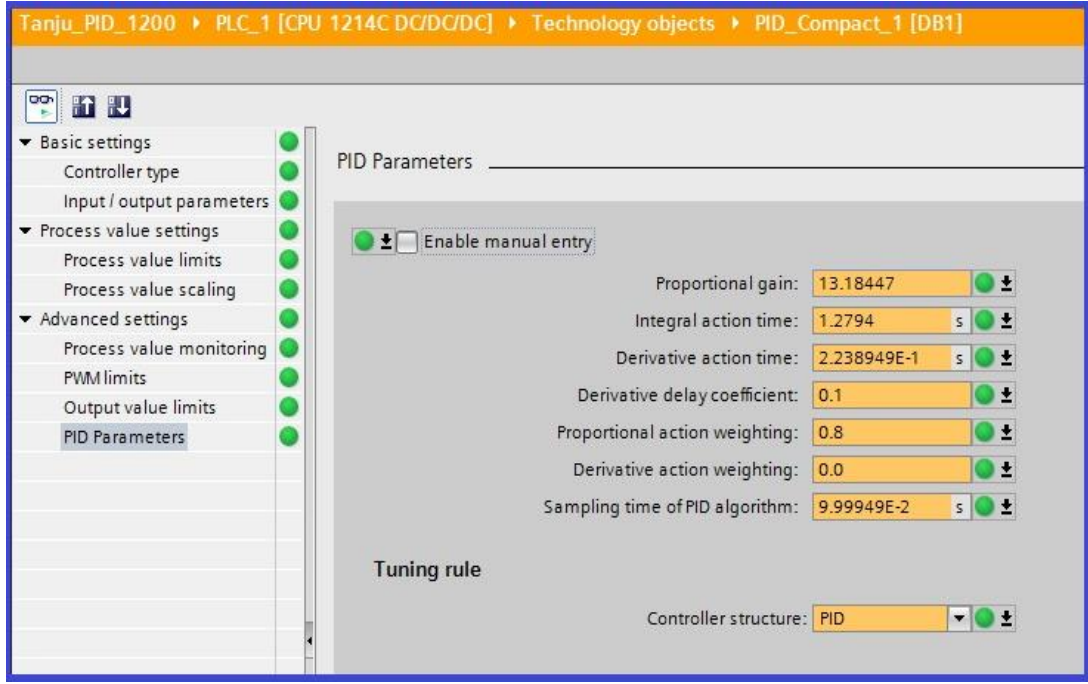 Tanju_PID_1200 ▸ PLC_1 [CPU 1214C DC/DC/DC] ▸ Technology objects ▸ PID_Compact_1 [DB1]
Basic settings
Controller type
Input / output parameters
Process value settings
Process value limits
Process value scaling
Advanced settings
Process value monitoring
PWM limits
Output value limits
PID Parameters
PID Parameters
Enable manual entry
Proportional gain: 13.18447
Integral action time: 1.2794 s
Derivative action time: 2.238949E-1 s
Derivative delay coefficient: 0.1
Proportional action weighting: 0.8
Derivative action weighting: 0.0
Sampling time of PID algorithm: 9.99949E-2 s
Tuning rule
Controller structure: PID